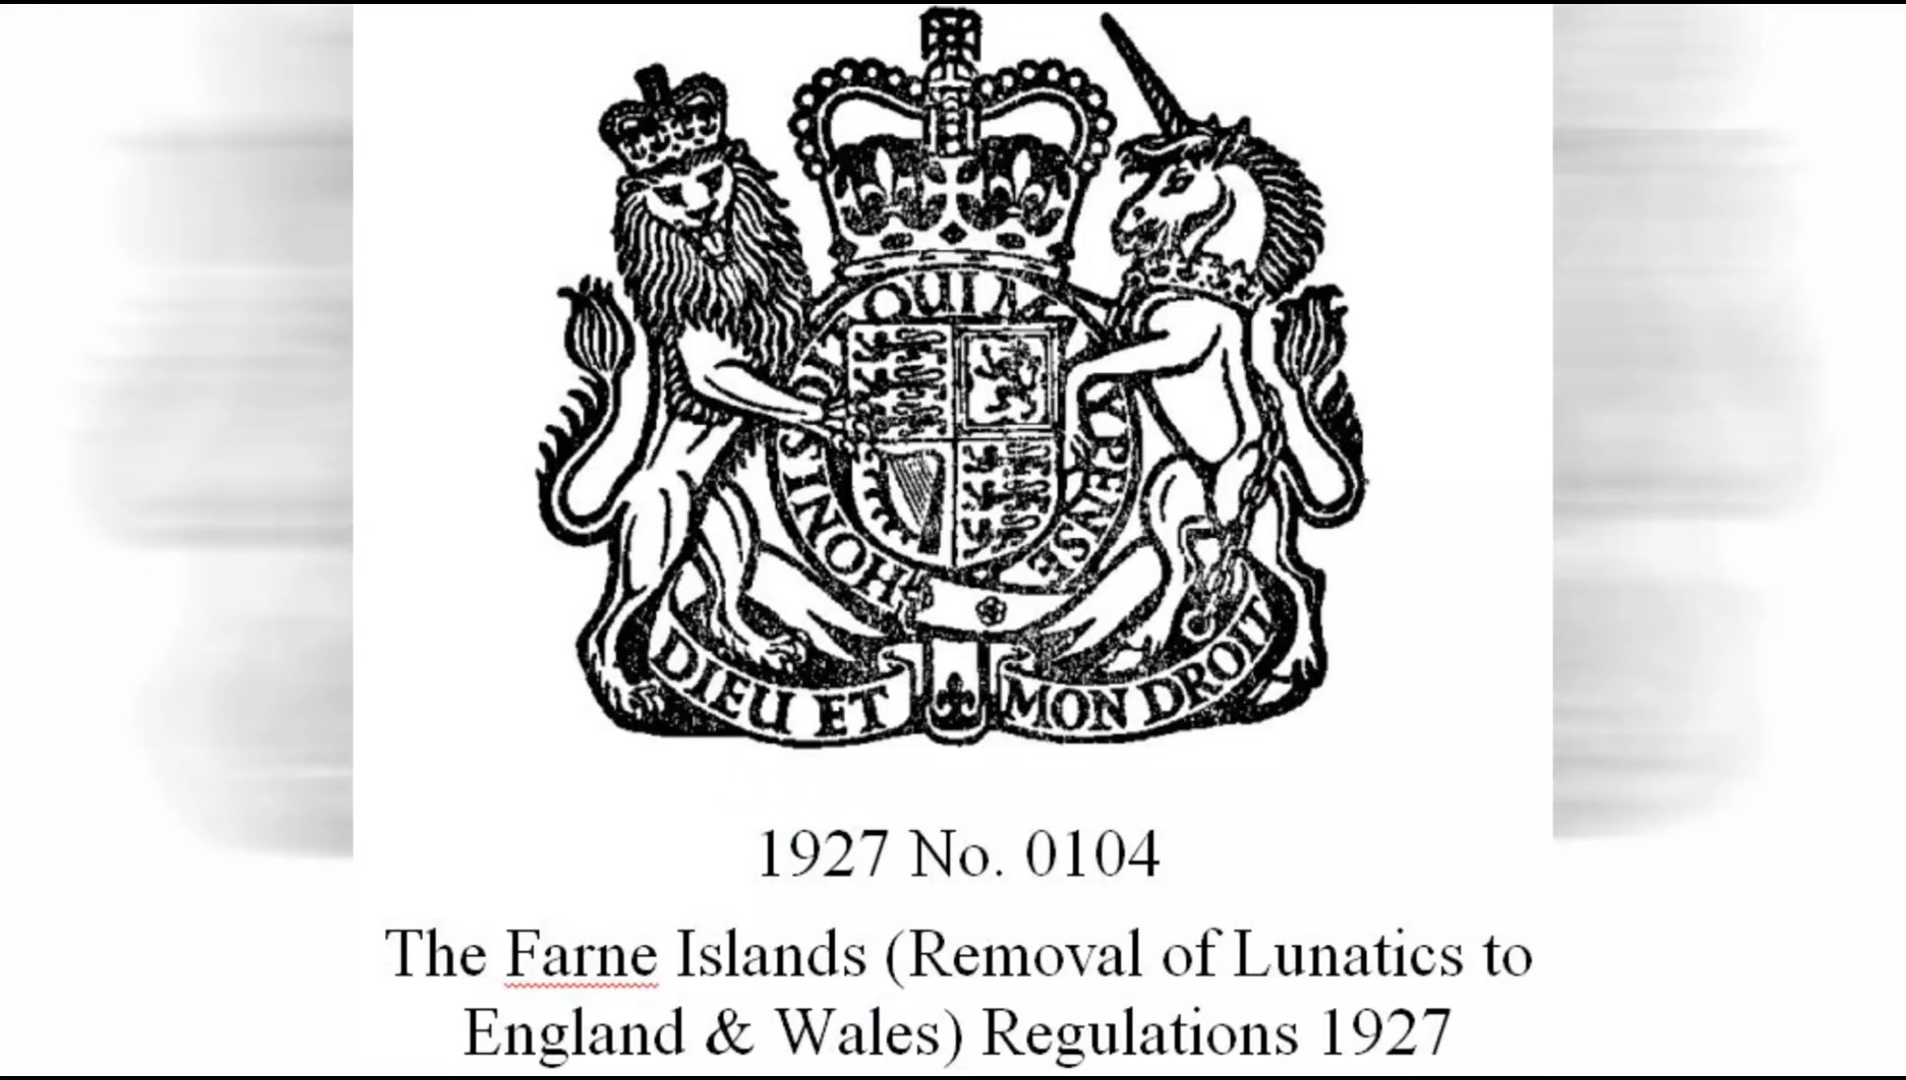 HONI SOIT QUI MAL Y PENSE
DIEU ET MON DROIT
1927 No. 0104
The Farne Islands (Removal of Lunatics to
England & Wales) Regulations 1927